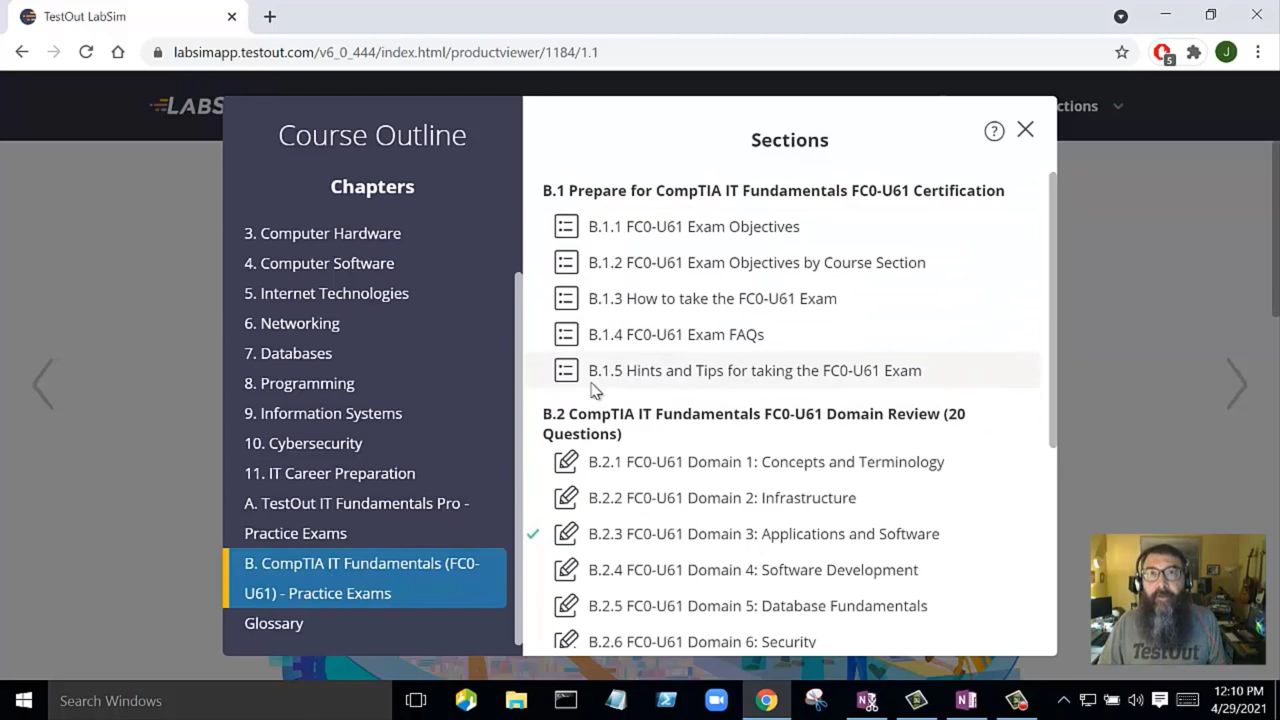 TestOut LabSim
labsimapp.testout.com/v6_0_444/index.html/productviewer/1184/1.1
5
J
LABS
ctions
Course Outline
Chapters
3. Computer Hardware
4. Computer Software
5. Internet Technologies
6. Networking
7. Databases
8. Programming
9. Information Systems
10. Cybersecurity
11. IT Career Preparation
A. TestOut IT Fundamentals Pro -
Practice Exams
B. CompTIA IT Fundamentals (FC0-
U61) - Practice Exams
Glossary
Sections
?
B.1 Prepare for CompTIA IT Fundamentals FC0-U61 Certification
B.1.1 FC0-U61 Exam Objectives
B.1.2 FC0-U61 Exam Objectives by Course Section
B.1.3 How to take the FC0-U61 Exam
B.1.4 FC0-U61 Exam FAQs
B.1.5 Hints and Tips for taking the FC0-U61 Exam
B.2 CompTIA IT Fundamentals FC0-U61 Domain Review (20
Questions)
B.2.1 FC0-U61 Domain 1: Concepts and Terminology
B.2.2 FC0-U61 Domain 2: Infrastructure
B.2.3 FC0-U61 Domain 3: Applications and Software
B.2.4 FC0-U61 Domain 4: Software Development
B.2.5 FC0-U61 Domain 5: Database Fundamentals
B.2.6 FC0-U61 Domain 6: Security
TestOut
Search Windows
12:10 PM
4/29/2021